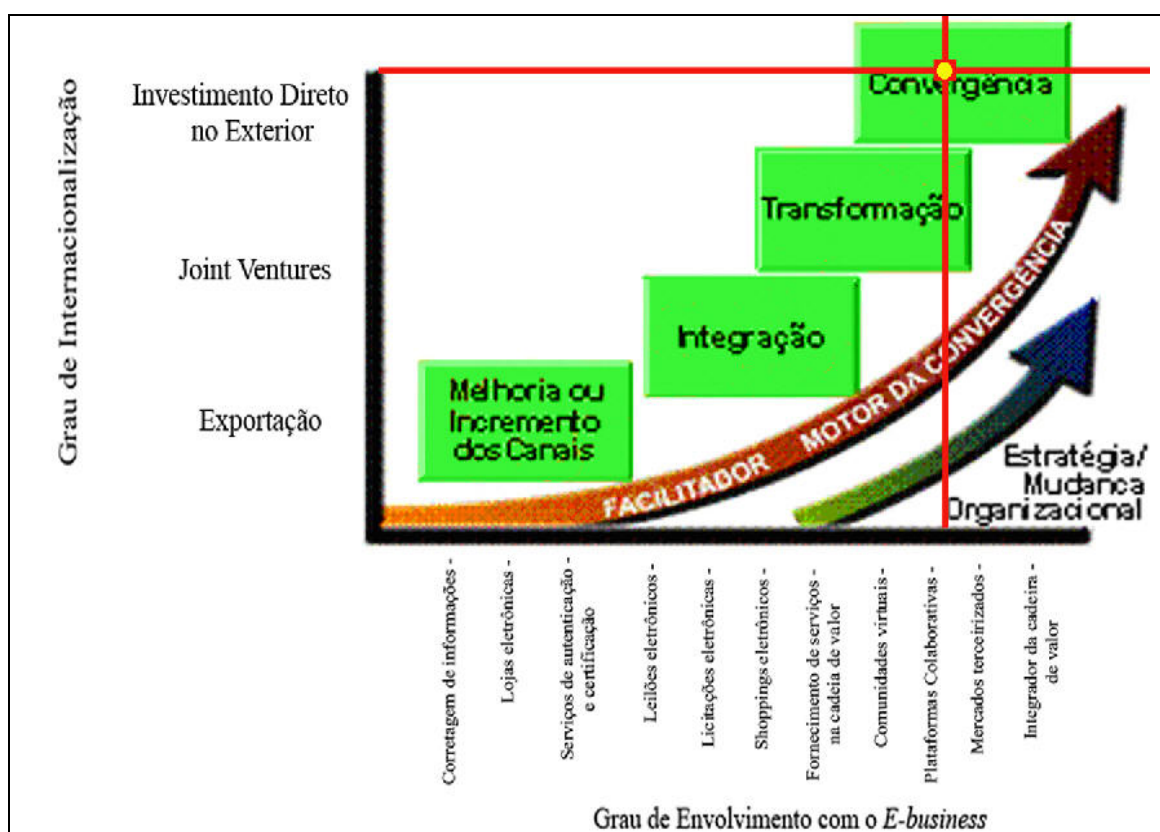 Grau de Internacionalização
Investimento Direto
no Exterior
Joint Ventures
Exportação
Convergência
Transformação
Integração
Melhoria ou
Incremento
dos Canais
FACILITADOR
MOTOR DA CONVERGÊNCIA
Estratégia/
Mudanca
Organizacional
Corretagem de informações -
Lojas eletrônicas -
Serviços de autenticação -
e certificação
Leilões eletrônicos -
Licitações eletrônicas -
Shoppings eletrônicos -
Fornecimento de serviços -
na cadeia de valor
Comunidades virtuais -
Plataformas Colaborativas -
Mercados terceirizados -
Integrador da cadeira -
de valor
Grau de Envolvimento com o E-business